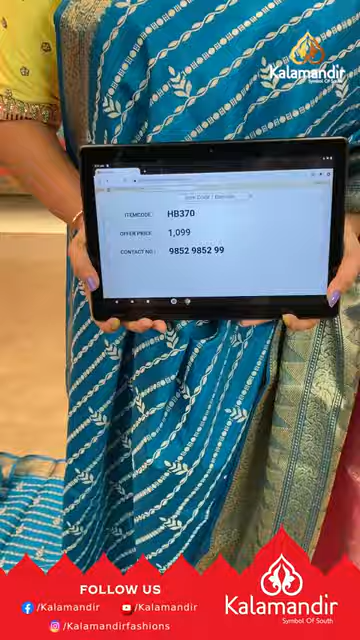 Kalamandir
Symbol Of South
ITEMCODE : HB370
OFFER PRICE : 1,099
CONTACT NO : 9852 9852 99
FOLLOW US
/Kalamandir /Kalamandir
/Kalamandirfashions
Kalamandir
Symbol Of South